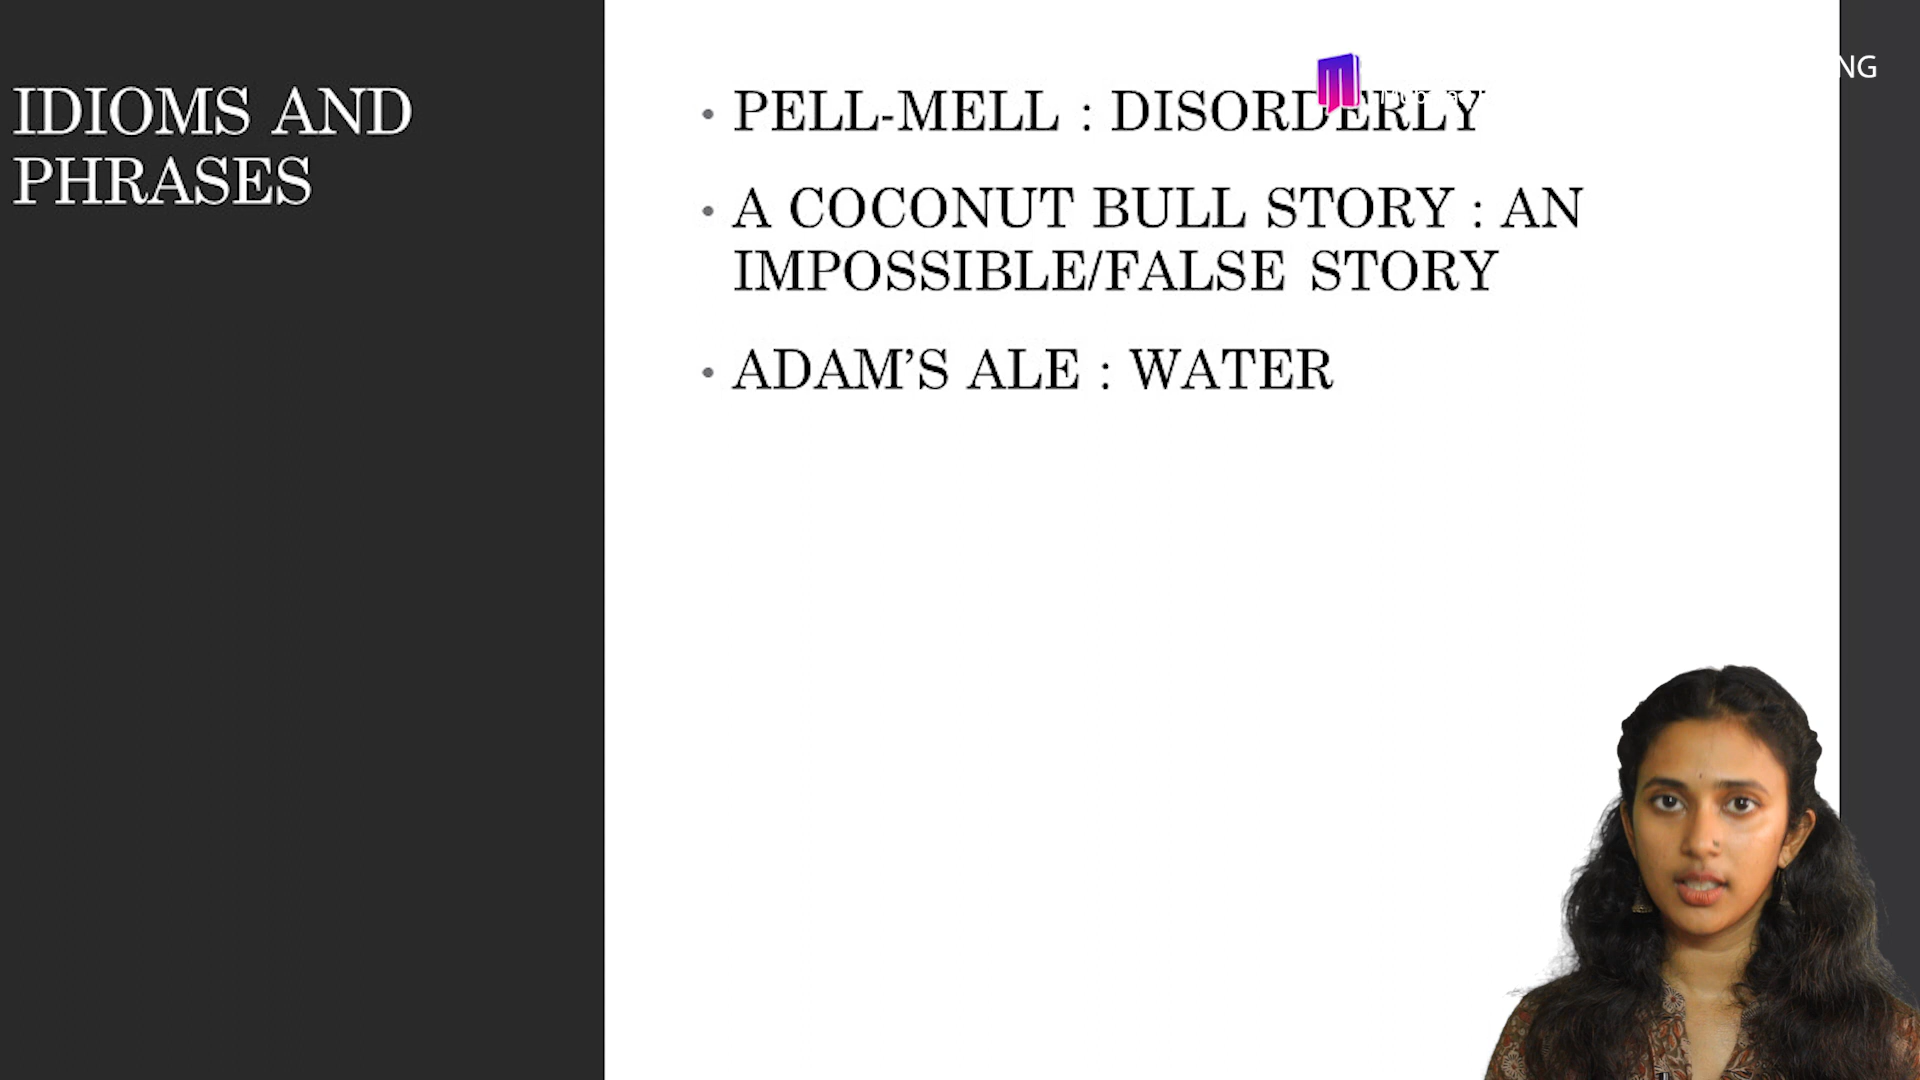 IDIOMS AND
PHRASES
• PELL-MELL : DISORDERLY
• A COCONUT BULL STORY : AN
IMPOSSIBLE/FALSE STORY
• ADAM’S ALE : WATER
NG